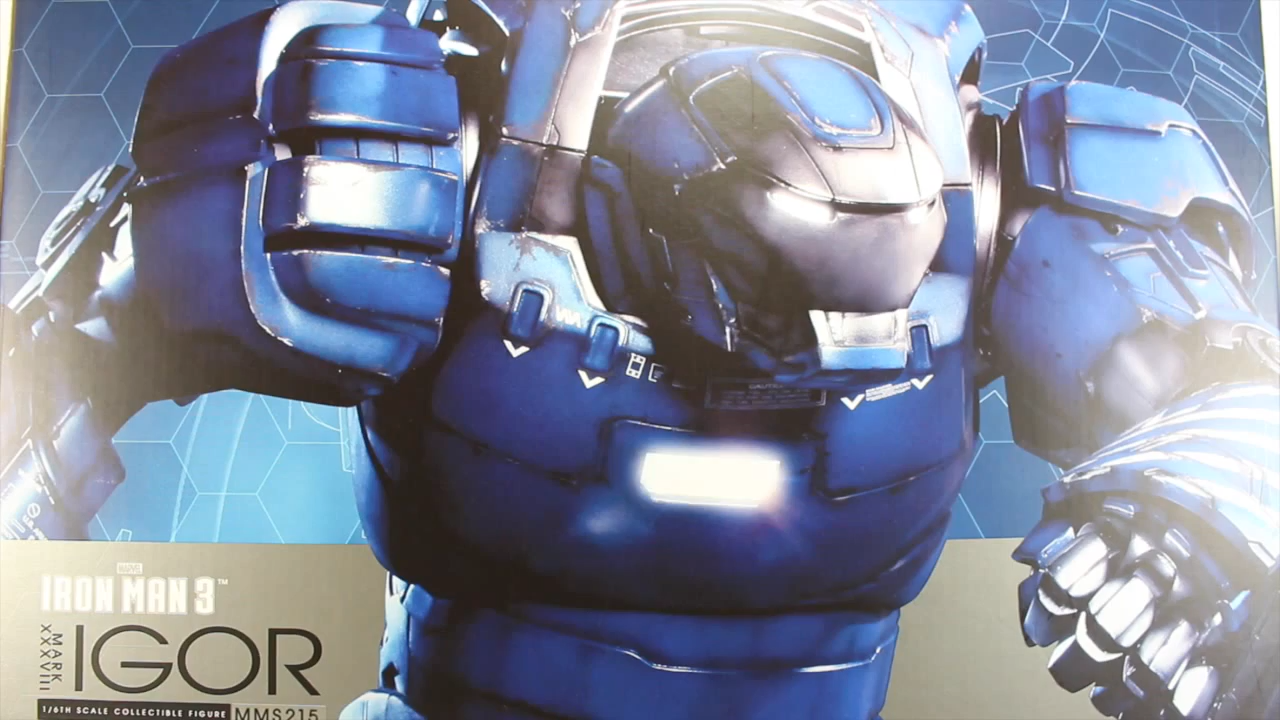 MARVEL
IRON MAN 3™
MARK XXXVIII
IGOR
1/6TH SCALE COLLECTIBLE FIGURE MMS215